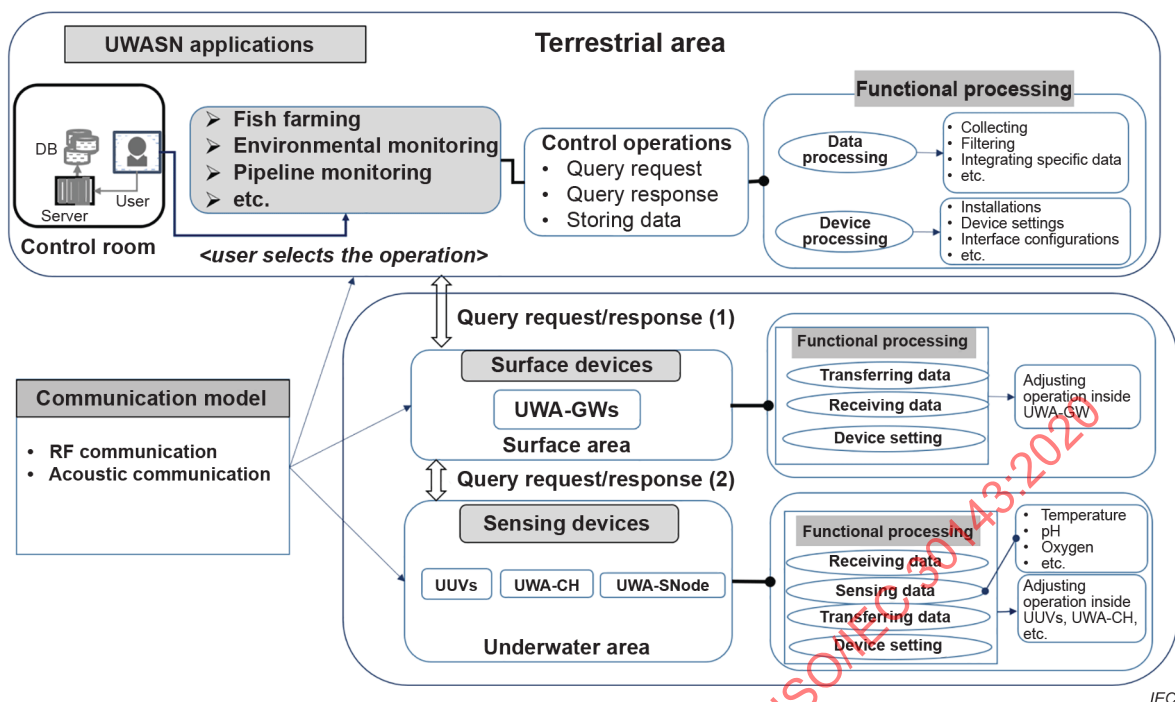 UWASN applications
Terrestrial area
DB
Server
User
Control room
➢ Fish farming
➢ Environmental monitoring
➢ Pipeline monitoring
➢ etc.
<user selects the operation>
Control operations
• Query request
• Query response
• Storing data
Functional processing
Data
processing
• Collecting
• Filtering
• Integrating specific data
• etc.
Device
processing
• Installations
• Device settings
• Interface configurations
• etc.
Query request/response (1)
Communication model
• RF communication
• Acoustic communication
Surface devices
UWA-GWs
Surface area
Functional processing
Transferring data
Receiving data
Device setting
Adjusting
operation inside
UWA-GW
Query request/response (2)
Sensing devices
UUVs
UWA-CH
UWA-SNode
Underwater area
Functional processing
Receiving data
Sensing data
Transferring data
Device setting
• Temperature
• pH
• Oxygen
• etc.
Adjusting
operation inside
UUVs, UWA-CH,
etc.
ISO/IEC 30143:2020
IEC